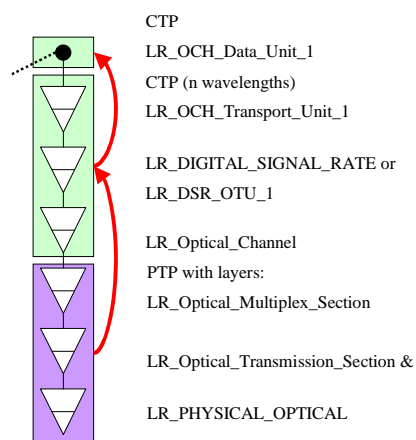 CTP
LR_OCH_Data_Unit_1
CTP (n wavelengths)
LR_OCH_Transport_Unit_1
LR_DIGITAL_SIGNAL_RATE or
LR_DSR_OTU_1
LR_Optical_Channel
PTP with layers:
LR_Optical_Multiplex_Section
LR_Optical_Transmission_Section &
LR_PHYSICAL_OPTICAL